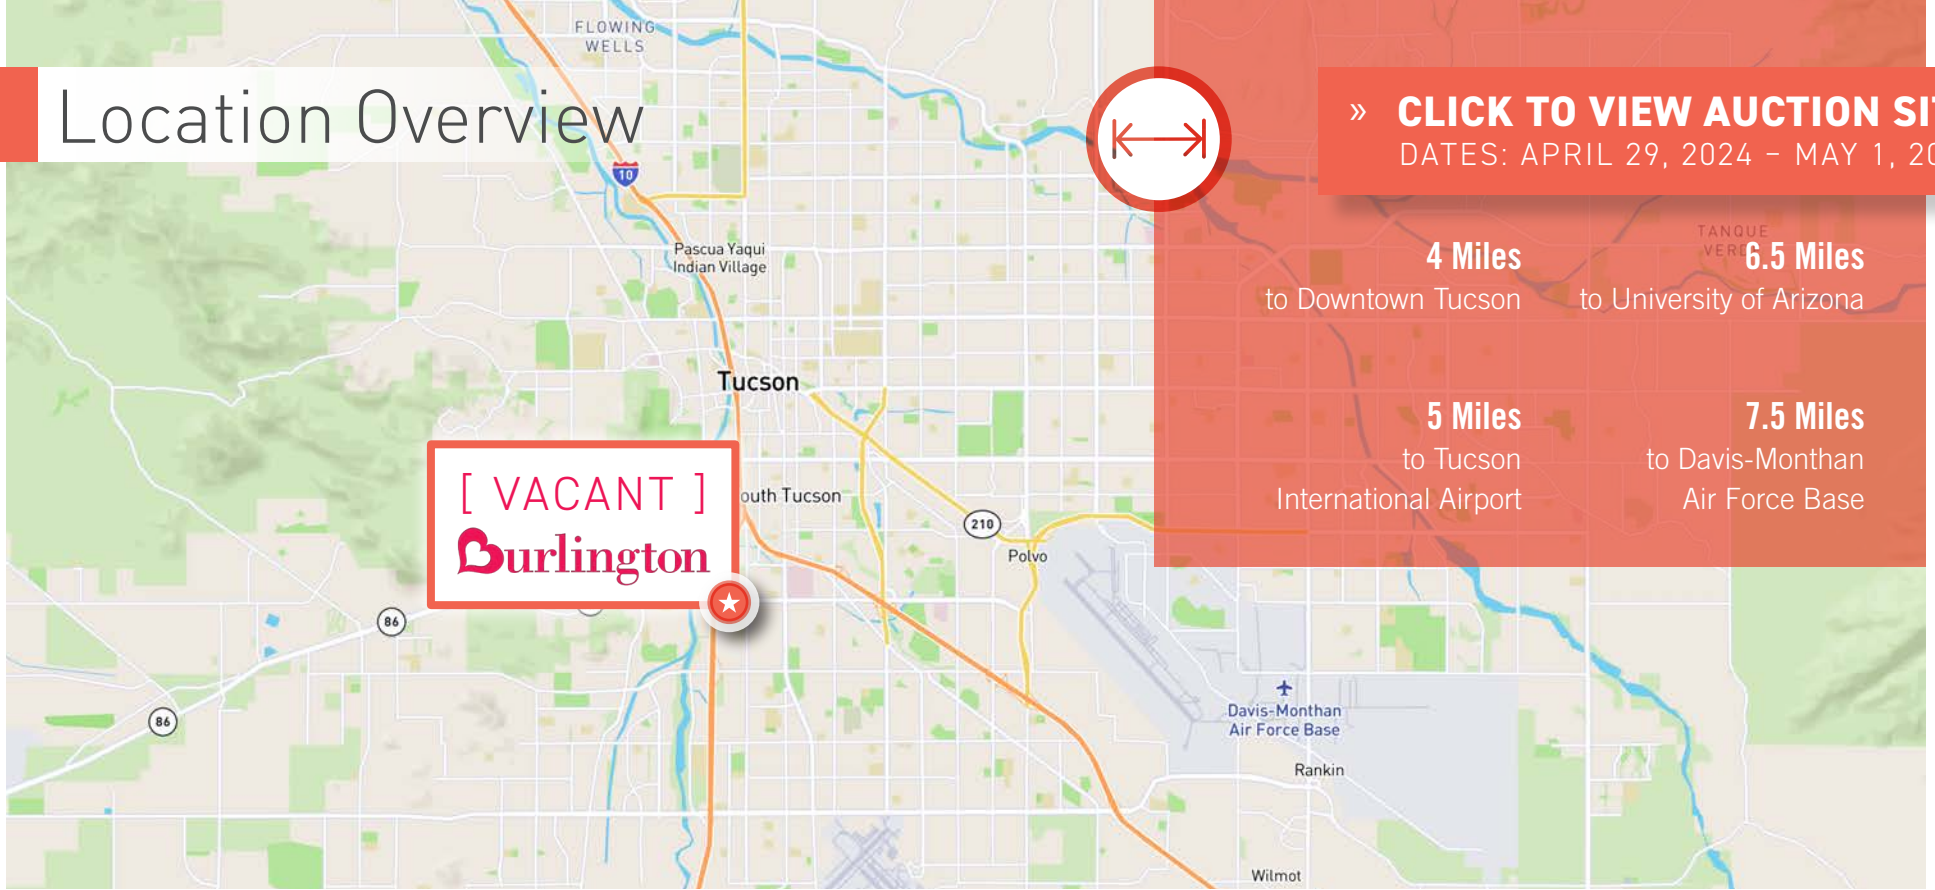 FLOWING
WELLS
Location Overview
» CLICK TO VIEW AUCTION SIT
DATES: APRIL 29, 2024 – MAY 1, 20
10
TANQUE
VERD
Pascua Yaqui
Indian Village
4 Miles
to Downtown Tucson
6.5 Miles
to University of Arizona
Tucson
5 Miles
to Tucson
International Airport
7.5 Miles
to Davis-Monthan
Air Force Base
[ VACANT ]
Burlington
outh Tucson
210
Polvo
86
86
Davis-Monthan
Air Force Base
Rankin
Wilmot